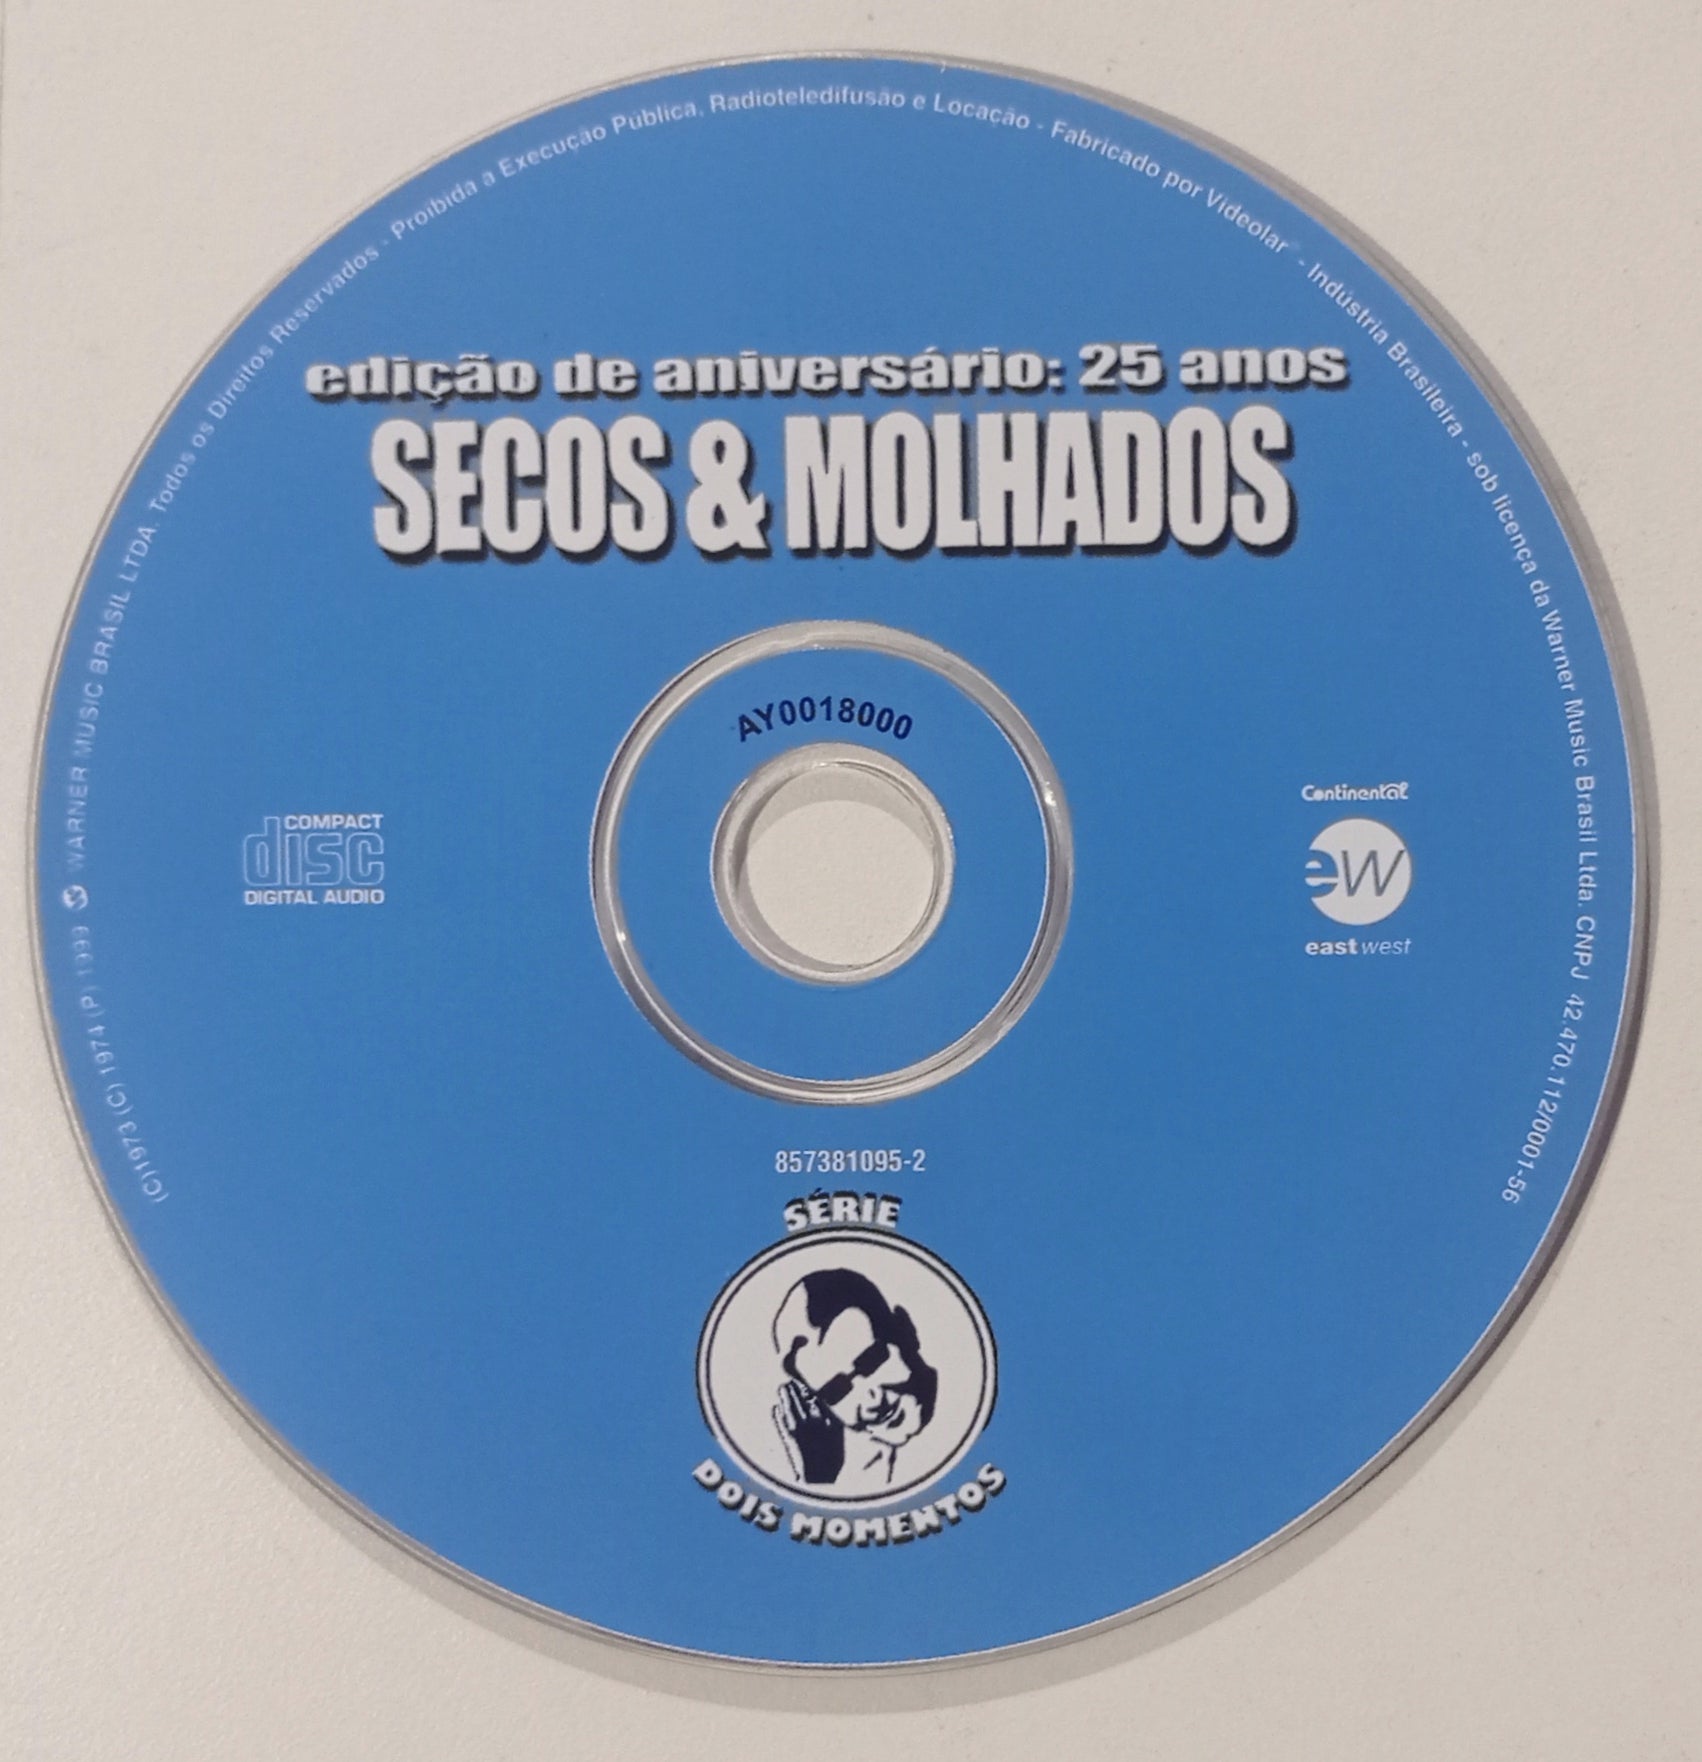 (C)1973 (C) 1974 (P) 1999 WARNER MUSIC BRASIL LTDA. Todos os Direitos Reservados - Proibida a Execução Pública, Radioteledifusão e Locação - Fabricado por Videolar - Indústria Brasileira - sob licença da Warner Music Brasil Ltda. CNPJ 42.470.112/0001-56
edição de aniversário: 25 anos
SECOS & MOLHADOS
AY0018000
COMPACT
disc
DIGITAL AUDIO
Continental
ew
eastwest
857381095-2
SÉRIE
DOIS MOMENTOS